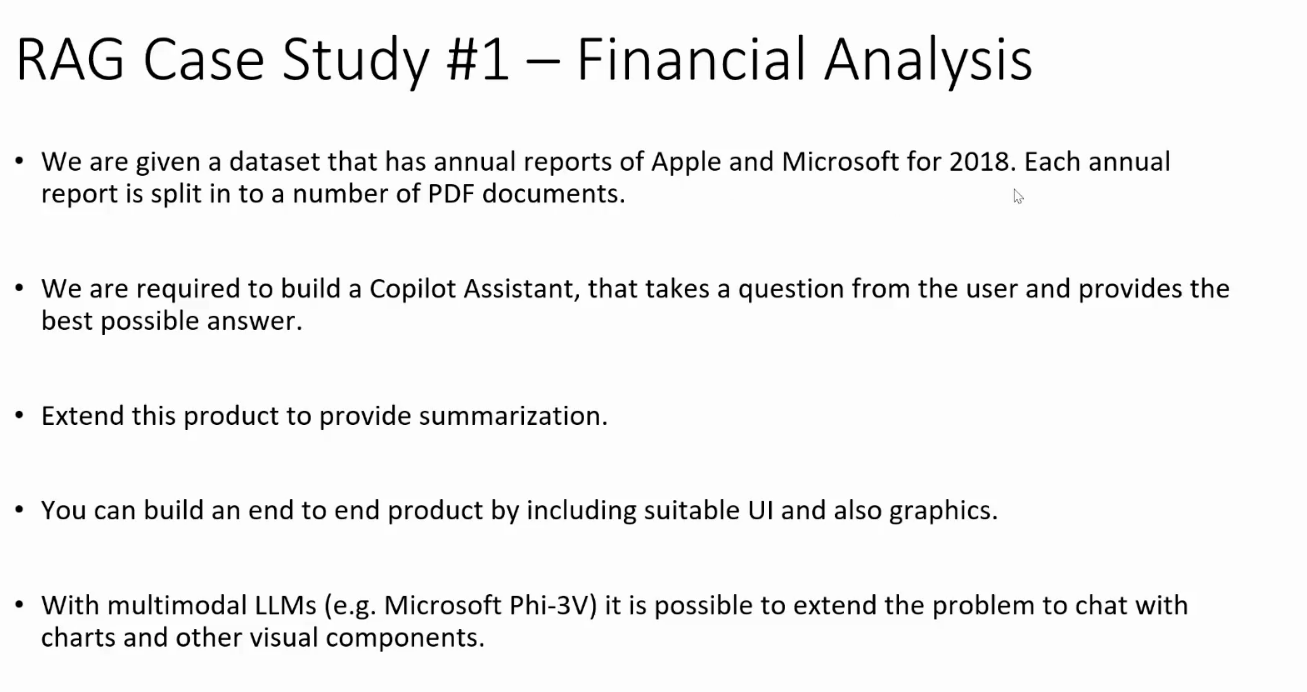 RAG Case Study #1 – Financial Analysis
• We are given a dataset that has annual reports of Apple and Microsoft for 2018. Each annual
report is split in to a number of PDF documents.
• We are required to build a Copilot Assistant, that takes a question from the user and provides the
best possible answer.
• Extend this product to provide summarization.
• You can build an end to end product by including suitable UI and also graphics.
• With multimodal LLMs (e.g. Microsoft Phi-3V) it is possible to extend the problem to chat with
charts and other visual components.